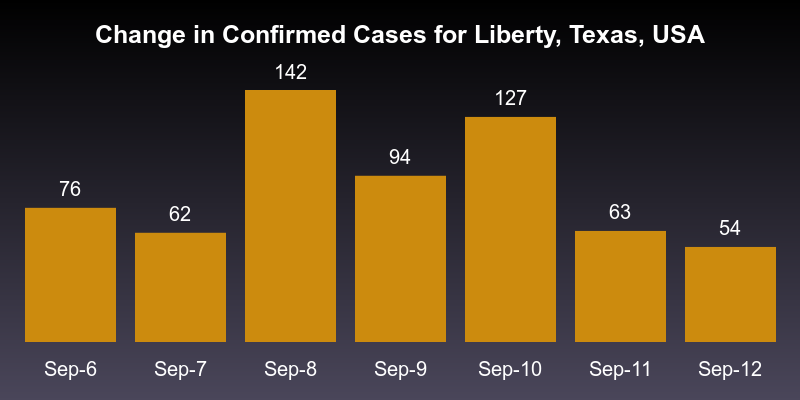 Change in Confirmed Cases for Liberty, Texas, USA
76
62
142
94
127
63
54
Sep-6
Sep-7
Sep-8
Sep-9
Sep-10
Sep-11
Sep-12